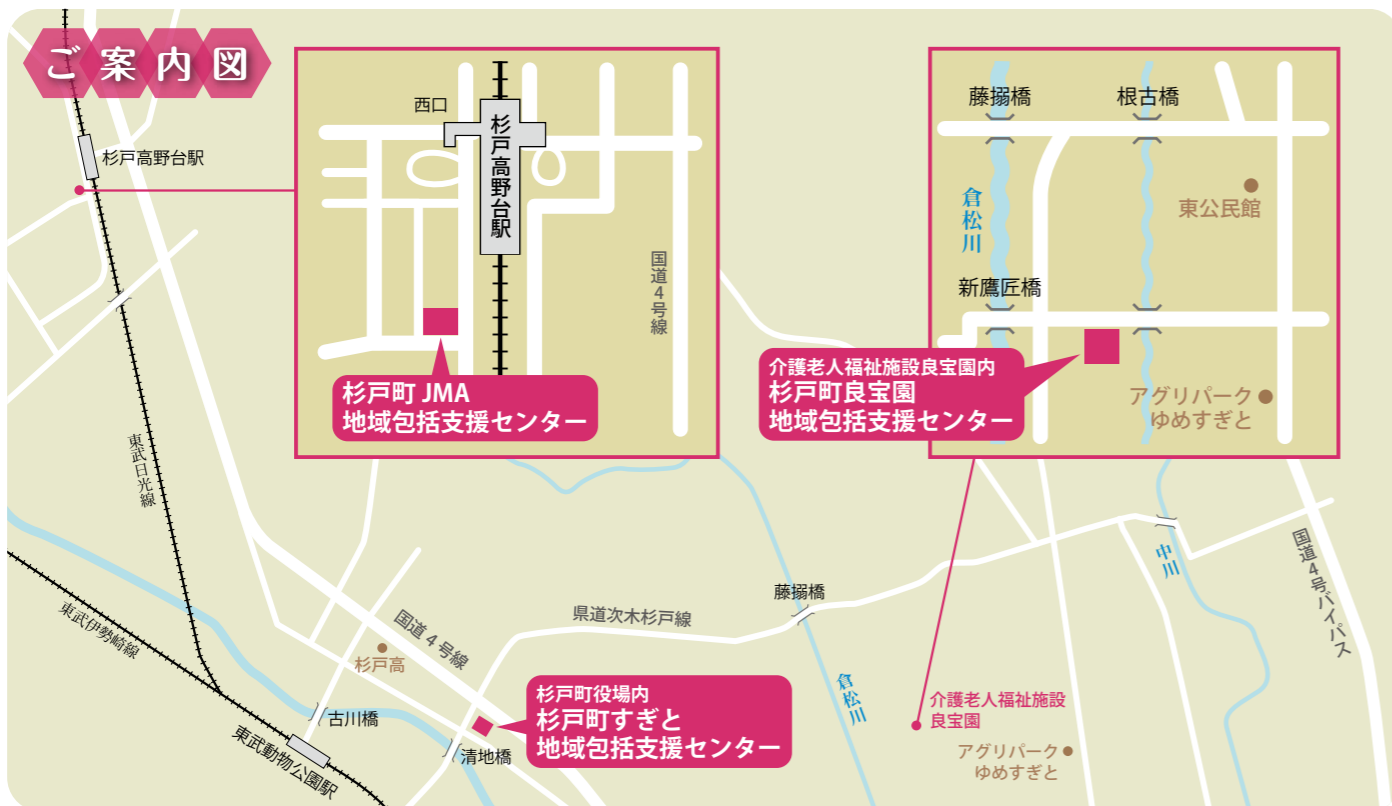 ご案内図
杉戸高野台駅
西口
杉戸高野台駅
国道4号線
杉戸町 JMA
地域包括支援センター
藤搦橋
根古橋
倉松川
東公民館
新鷹匠橋
介護老人福祉施設良宝園内
杉戸町良宝園
地域包括支援センター
アグリパーク
ゆめすぎと
東武日光線
東武伊勢崎線
杉戸高
国道4号線
県道次木杉戸線
藤搦橋
中川
国道4号バイパス
古川橋
東武動物公園駅
清地橋
杉戸町役場内
杉戸町すぎと
地域包括支援センター
倉松川
介護老人福祉施設
良宝園
アグリパーク
ゆめすぎと